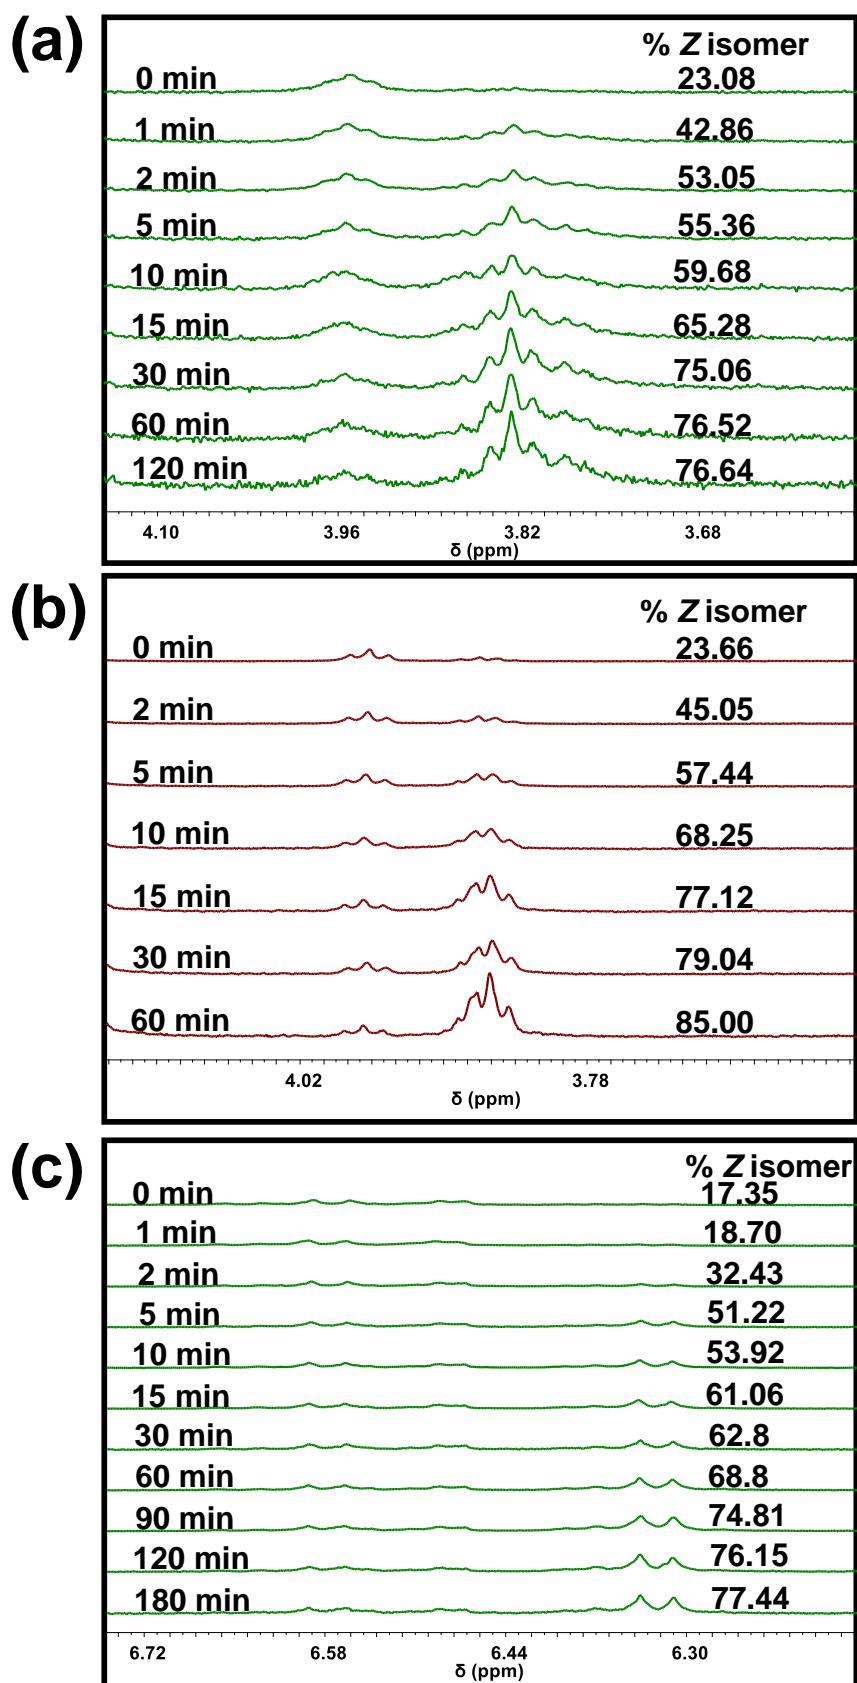 (a)
% Z isomer
0 min 23.08
1 min 42.86
2 min 53.05
5 min 55.36
10 min 59.68
15 min 65.28
30 min 75.06
60 min 76.52
120 min 76.64
4.10 3.96 3.82 3.68
δ (ppm)
(b)
% Z isomer
0 min 23.66
2 min 45.05
5 min 57.44
10 min 68.25
15 min 77.12
30 min 79.04
60 min 85.00
4.02 3.78
δ (ppm)
(c)
% Z isomer
0 min 17.35
1 min 18.70
2 min 32.43
5 min 51.22
10 min 53.92
15 min 61.06
30 min 62.8
60 min 68.8
90 min 74.81
120 min 76.15
180 min 77.44
6.72 6.58 6.44 6.30
δ (ppm)